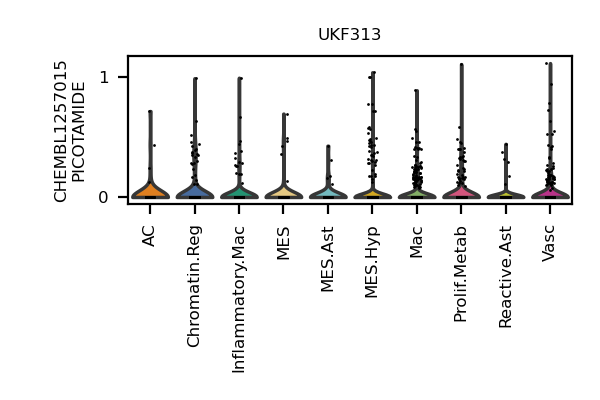 UKF313
CHEMBL1257015
PICOTAMIDE
1
0
AC
Chromatin.Reg
Inflammatory.Mac
MES
MES.Ast
MES.Hyp
Mac
Prolif.Metab
Reactive.Ast
Vasc